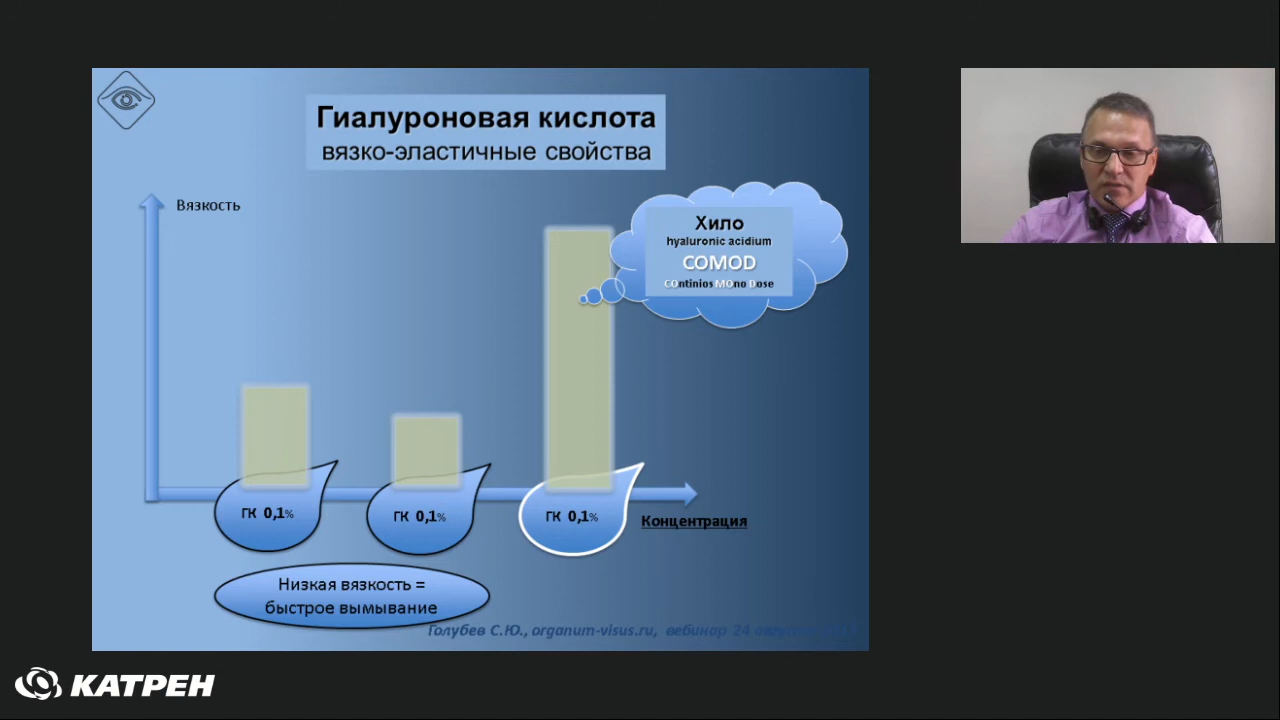 Гиалуроновая кислота
вязко-эластичные свойства
Вязкость
Хило
hyaluronic acidium
COMOD
COntinios MOno Dose
ГК 0,1%
ГК 0,1%
ГК 0,1%
Концентрация
Низкая вязкость =
быстрое вымывание
Голубев С.Ю., organum-visus.ru, вебинар 24
КАТРЕН